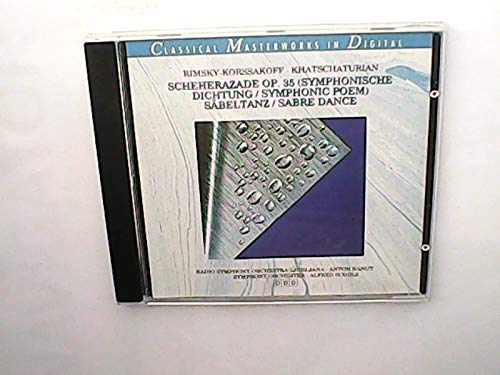 CLASSICAL MASTERWORKS IN DIGITAL
RIMSKY-KORSSAKOFF · KHATSCHATURIAN
SCHEHERAZADE OP. 35 (SYMPHONISCHE
DICHTUNG / SYMPHONIC POEM)
SÄBELTANZ / SABRE DANCE
RADIO SYMPHONY ORCHESTRA LJUBLJANA · ANTON NANUT
SYMPHONY ORCHESTRA · ALFRED
DDD